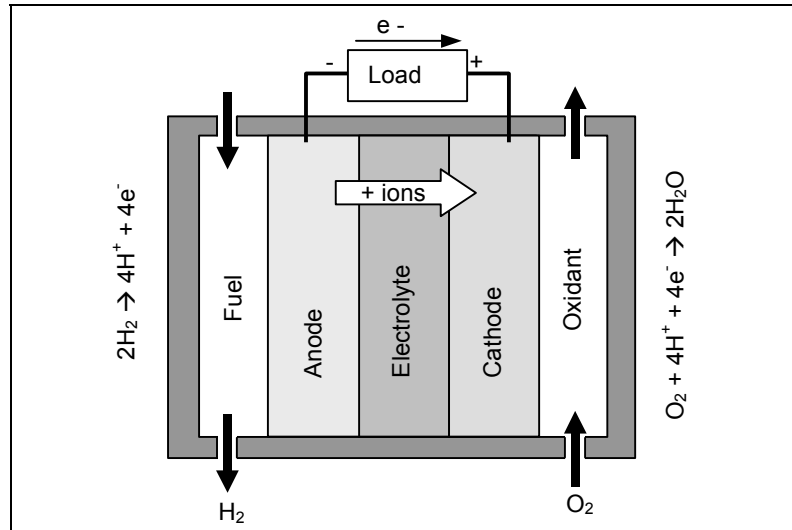 e -
- Load +
+ ions
2H₂ → 4H⁺ + 4e⁻
Fuel
Anode
Electrolyte
Cathode
Oxidant
O₂ + 4H⁺ + 4e⁻ → 2H₂O
H₂
O₂